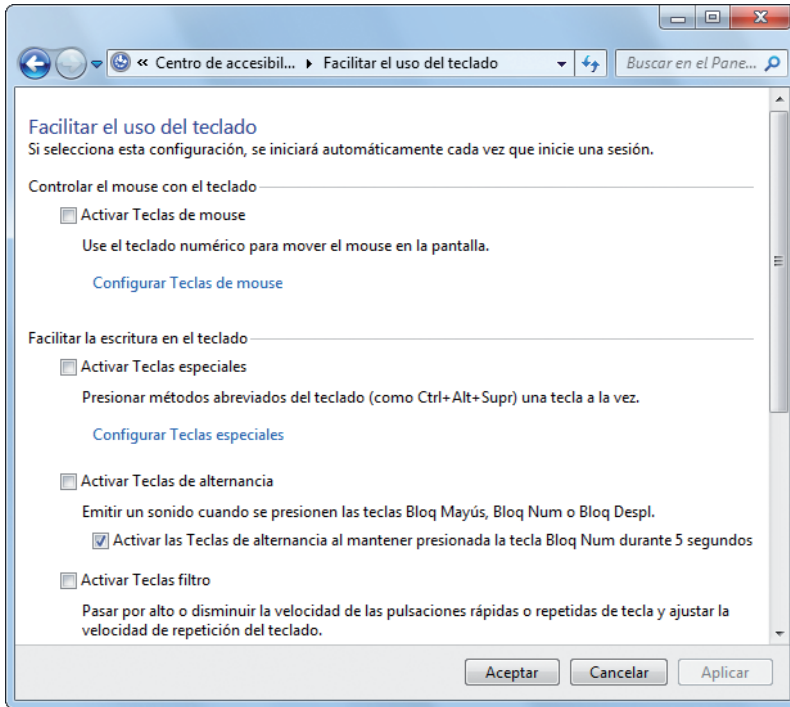 « Centro de accesibil... ▸ Facilitar el uso del teclado
Buscar en el Pane...
Facilitar el uso del teclado
Si selecciona esta configuración, se iniciará automáticamente cada vez que inicie una sesión.
Controlar el mouse con el teclado
Activar Teclas de mouse
Use el teclado numérico para mover el mouse en la pantalla.
Configurar Teclas de mouse
Facilitar la escritura en el teclado
Activar Teclas especiales
Presionar métodos abreviados del teclado (como Ctrl+Alt+Supr) una tecla a la vez.
Configurar Teclas especiales
Activar Teclas de alternancia
Emitir un sonido cuando se presionen las teclas Bloq Mayús, Bloq Num o Bloq Despl.
Activar las Teclas de alternancia al mantener presionada la tecla Bloq Num durante 5 segundos
Activar Teclas filtro
Pasar por alto o disminuir la velocidad de las pulsaciones rápidas o repetidas de tecla y ajustar la
velocidad de repetición del teclado.
Aceptar Cancelar Aplicar